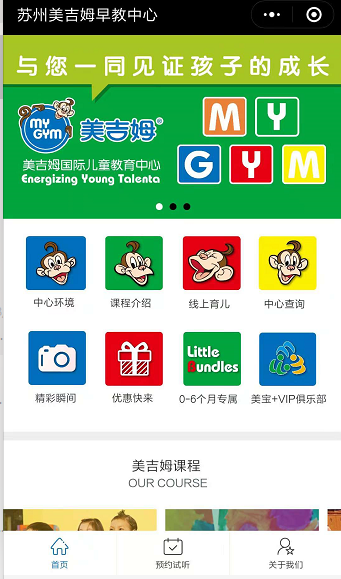 苏州美吉姆早教中心
与您一同见证孩子的成长
MY
GYM
美吉姆®
美吉姆国际儿童教育中心
Energizing Young Talenta
M Y
G Y M
中心环境 课程介绍 线上育儿 中心查询
Little
Bundles
精彩瞬间 优惠快来 0-6个月专属 美宝+VIP俱乐部
美吉姆课程
OUR COURSE
首页 预约试听 关于我们